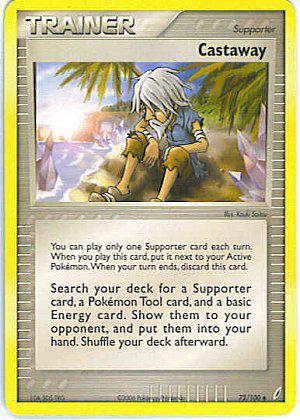 TRAINER
Supporter
Castaway
Illus. Kouki Saitou
You can play only one Supporter card each turn.
When you play this card, put it next to your Active
Pokémon. When your turn ends, discard this card.
Search your deck for a Supporter
card, a Pokémon Tool card, and a basic
Energy card. Show them to your
opponent, and put them into your
hand. Shuffle your deck afterward.
©2006 Pokémon/Nintendo
72/100